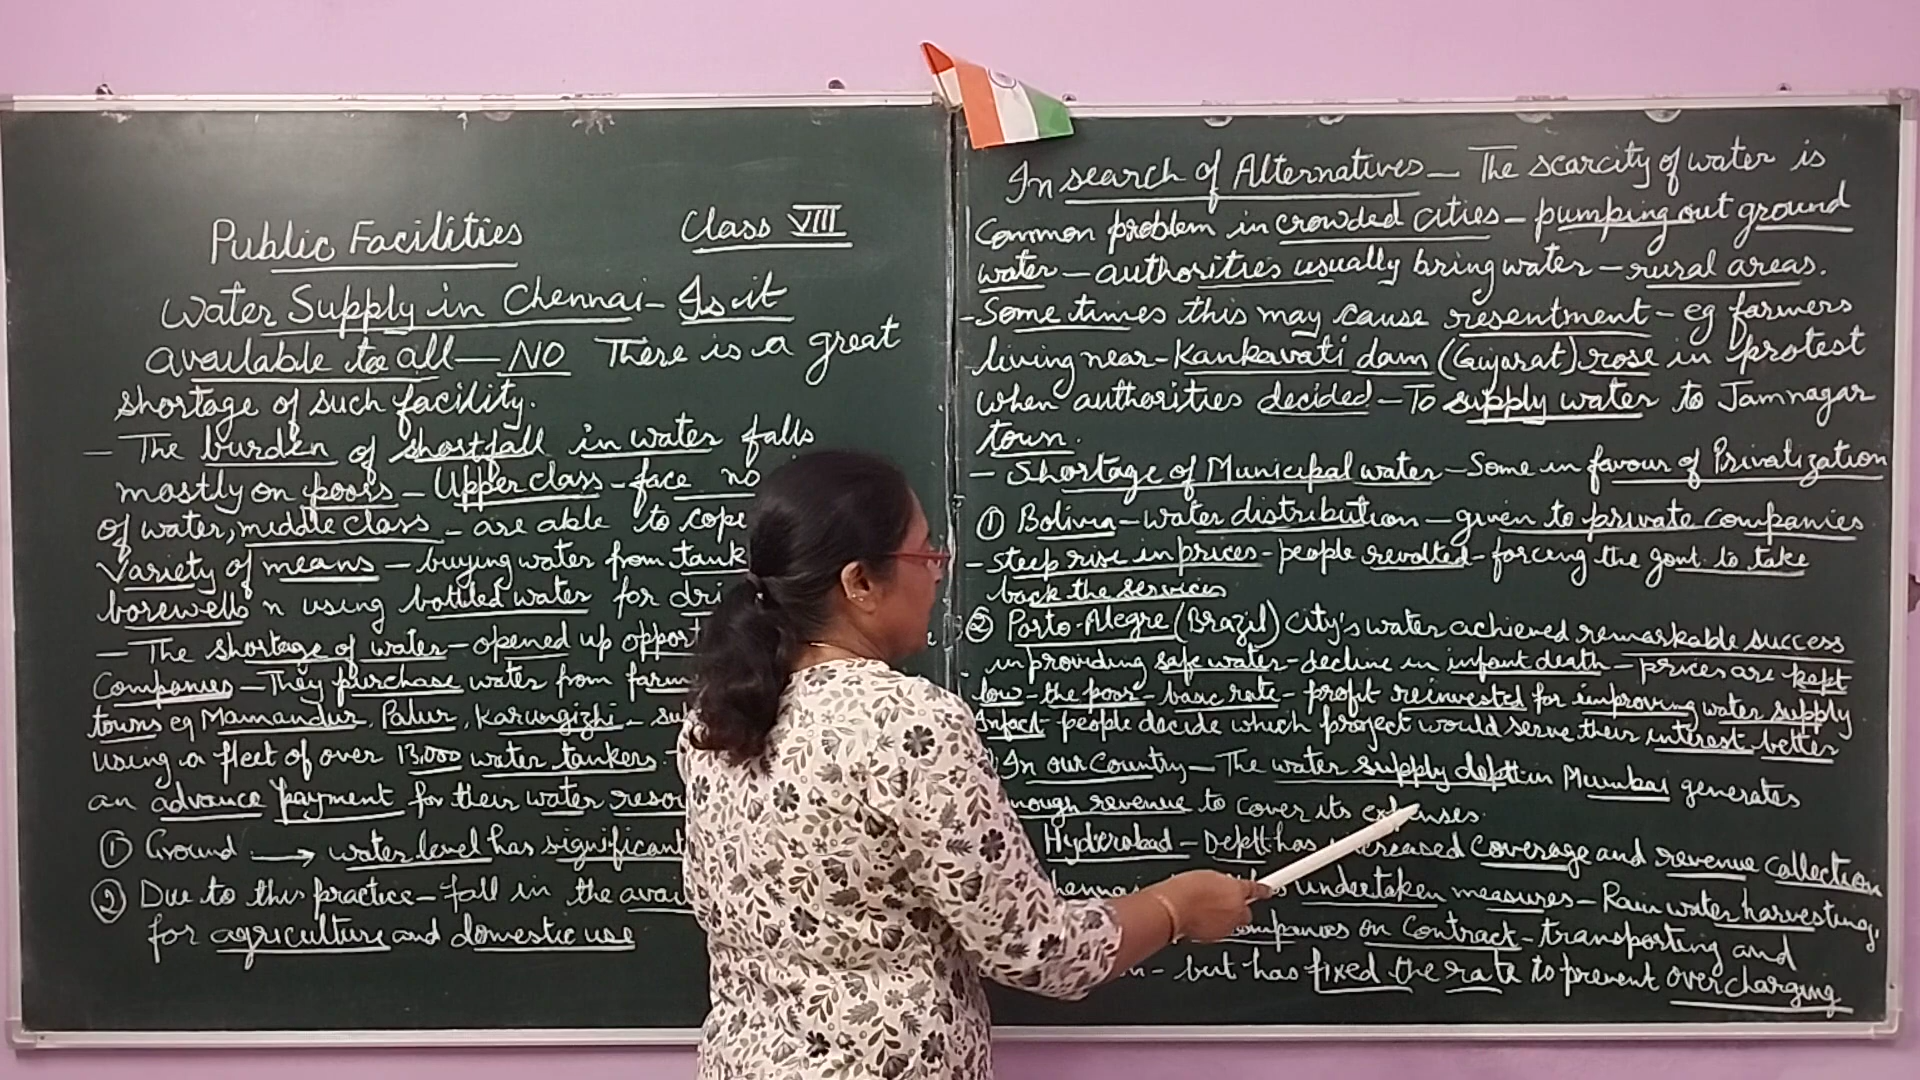 Public Facilities Class VIII
Water Supply in Chennai - Is it
available to all - NO There is a great
shortage of such facility.
- The burden of shortfall in water falls
mostly on poors - Upper class - face no
of water, middle class - are able to cope
variety of means - buying water from tank
borewells n using bottled water for dri
- The shortage of water - opened up opport
Companies - They purchase water from farm
towns eg Mamandur, Palur, Karungizhi - su
using a fleet of over 13,000 water tankers.
an advance payment for their water resou
① Ground → water level has significant
② Due to this practice - fall in the avai
for agriculture and domestic use
In search of Alternatives - The scarcity of water is
Common problem in crowded cities - pumping out ground
water - authorities usually bring water - rural areas.
- Some times this may cause resentment - eg farmers
living near - Kankavati dam (Gujarat) rose in protest
when authorities decided - To supply water to Jamnagar
town.
- Shortage of Municipal water - Some in favour of Privatization
① Bolivia - water distribution - given to private companies
- steep rise in prices - people revolted - forcing the govt. to take
back the services
② Porto-Alegre (Brazil) City's water achieved remarkable success
in providing safe water - decline in infant death - prices are kept
low - the poor - basic rate - profit reinvested for improving water supply
Infact people decide which project would serve their interest better
In our Country - The water supply deptt in Mumbai generates
nough revenue to cover its expenses.
Hyderabad - Deptt has increased Coverage and revenue collection
hennai undertaken measures - Rain water harvesting,
ompanies on Contract - transporting and
- but has fixed the rate to prevent overcharging